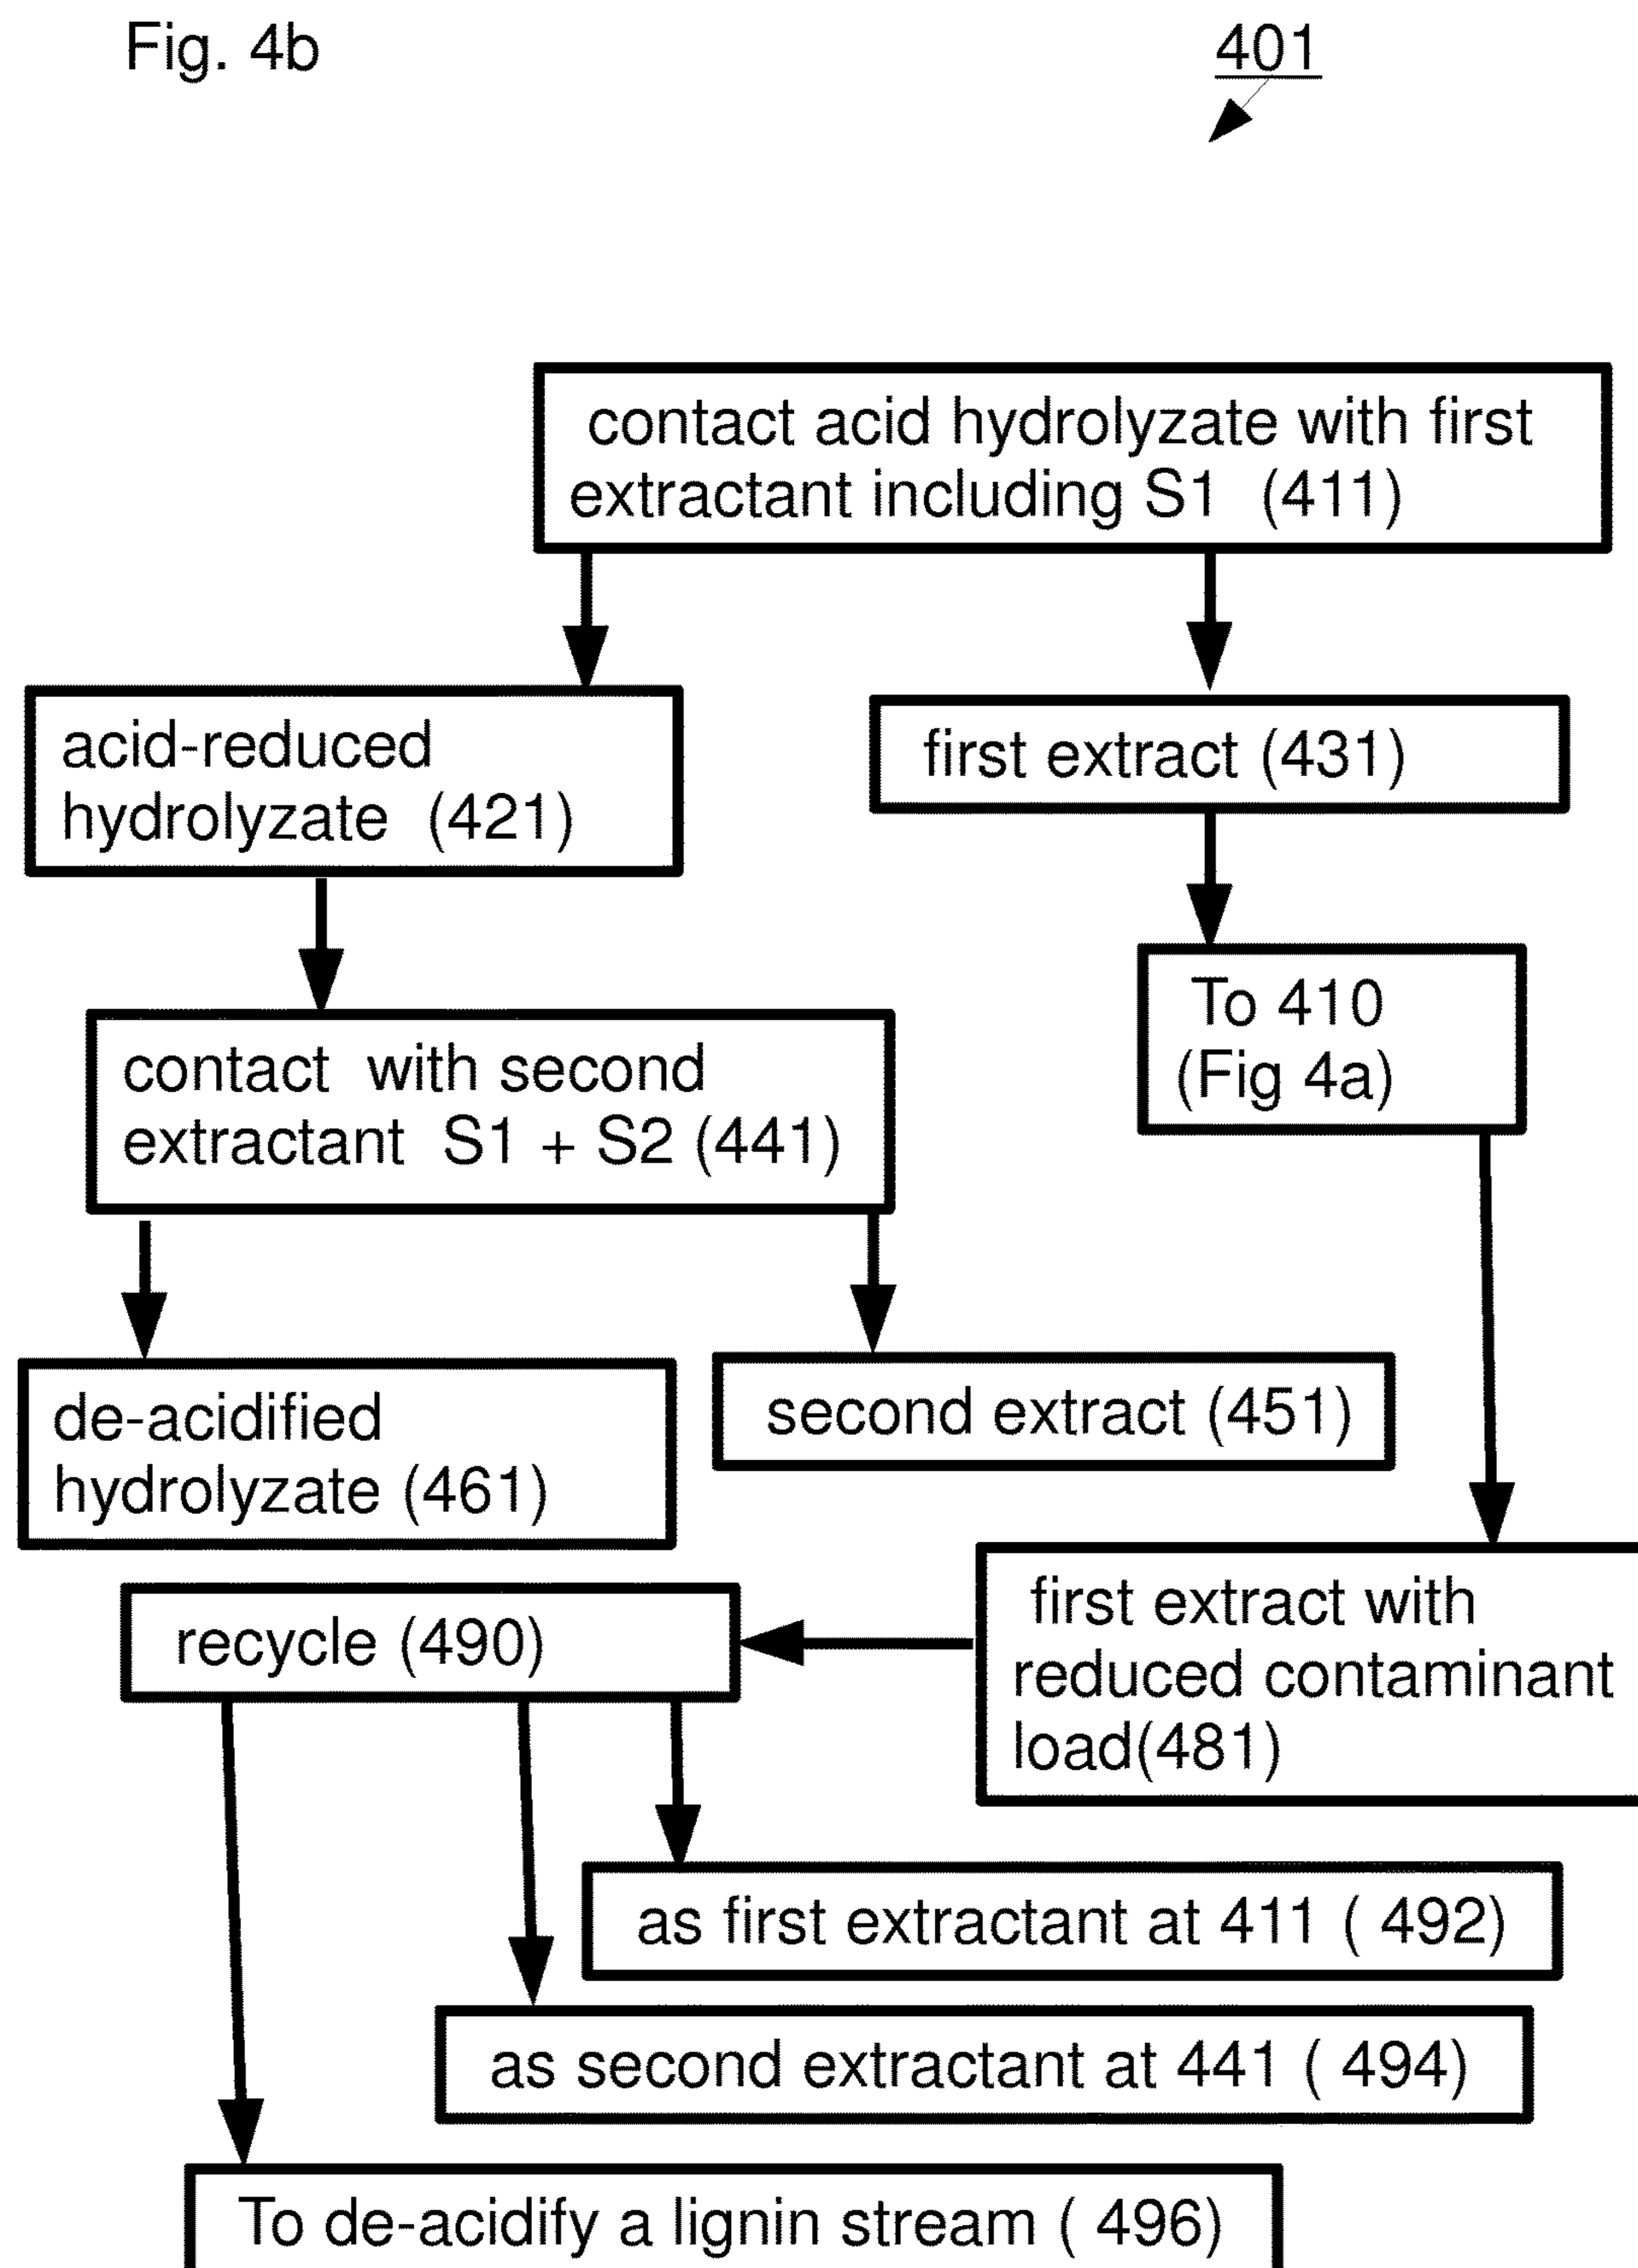 Fig. 4b
401
contact acid hydrolyzate with first
extractant including S1 (411)
acid-reduced
hydrolyzate (421)
first extract (431)
To 410
(Fig 4a)
contact with second
extractant S1 + S2 (441)
de-acidified
hydrolyzate (461)
second extract (451)
first extract with
reduced contaminant
load(481)
recycle (490)
as first extractant at 411 ( 492)
as second extractant at 441 ( 494)
To de-acidify a lignin stream ( 496)